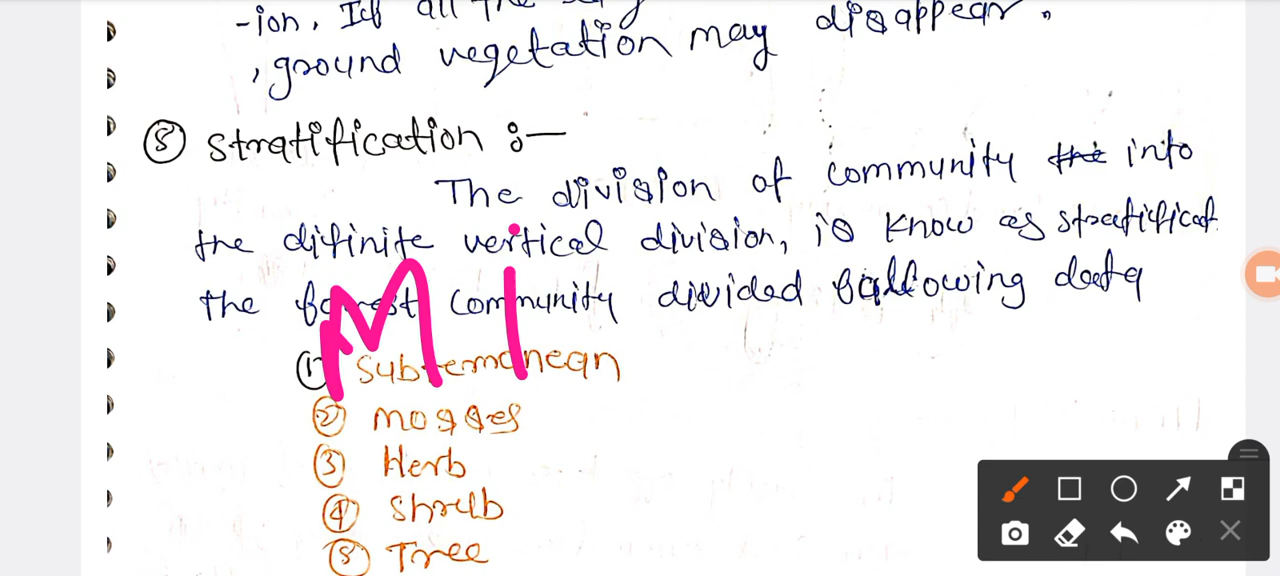 -ion. If all the
, ground vegetation may disappear.
⑤ Stratification :—
The division of community the into
the difinite vertical division, is know as stratificat
the forest community divided following data
① Subterranean
② mosses
③ Herb
④ Shrub
⑤ Tree
Mi